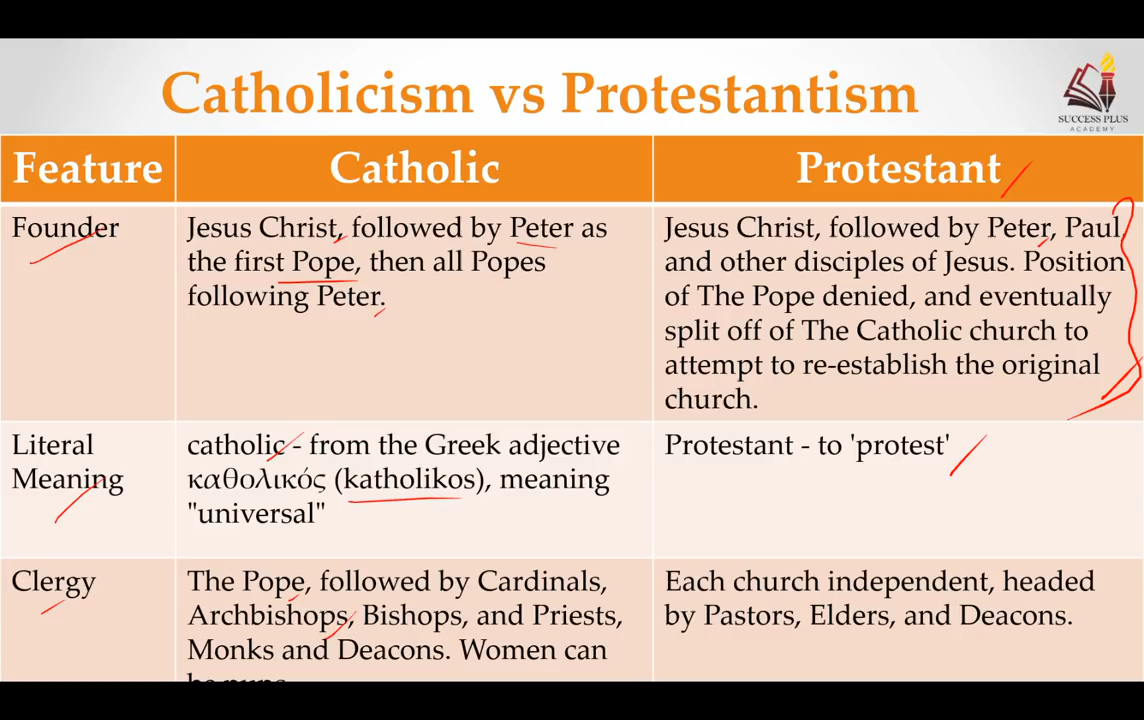 Catholicism vs Protestantism
SUCCESS PLUS
ACADEMY
Feature
Catholic
Protestant
Founder
Jesus Christ, followed by Peter as
the first Pope, then all Popes
following Peter.
Jesus Christ, followed by Peter, Paul,
and other disciples of Jesus. Position
of The Pope denied, and eventually
split off of The Catholic church to
attempt to re-establish the original
church.
Literal
Meaning
catholic - from the Greek adjective
καθολικός (katholikos), meaning
"universal"
Protestant - to 'protest'
Clergy
The Pope, followed by Cardinals,
Archbishops, Bishops, and Priests,
Monks and Deacons. Women can
be nuns
Each church independent, headed
by Pastors, Elders, and Deacons.